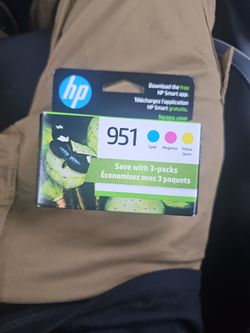 Download the free
HP Smart app.
Téléchargez l'application
HP Smart gratuite.
hp
951
Cyan
Magenta
Yellow
Save with 3-packs
Économisez avec 3 paquets